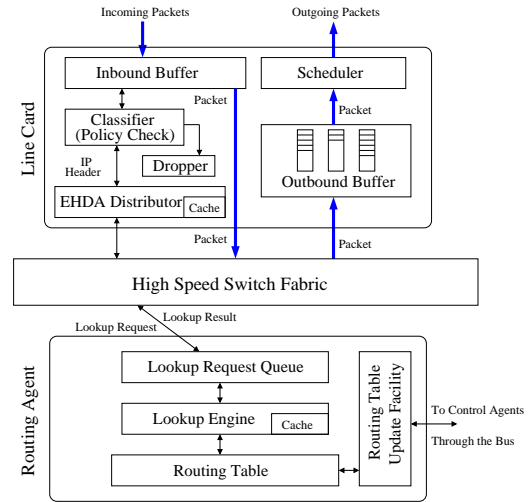 Incoming Packets
Outgoing Packets
Line Card
Inbound Buffer
Scheduler
Packet
Packet
Classifier
(Policy Check)
IP
Header
Dropper
Outbound Buffer
EHDA Distributor
Cache
Packet
Packet
High Speed Switch Fabric
Lookup Result
Lookup Request
Routing Agent
Lookup Request Queue
Lookup Engine
Cache
Routing Table
Routing Table
Update Facility
To Control Agents
Through the Bus